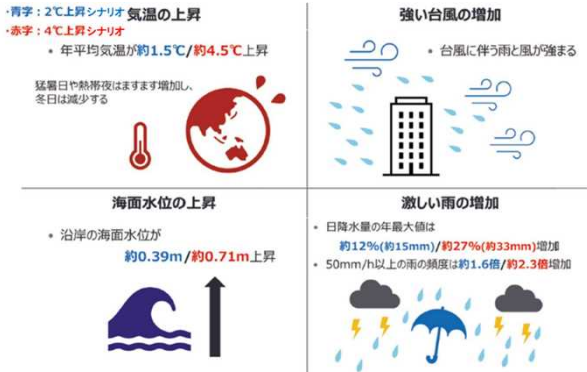 ・青字：2℃上昇シナリオ
・赤字：4℃上昇シナリオ
気温の上昇
• 年平均気温が約1.5℃/約4.5℃上昇
猛暑日や熱帯夜はますます増加し、
冬日は減少する
強い台風の増加
• 台風に伴う雨と風が強まる
海面水位の上昇
• 沿岸の海面水位が
約0.39m/約0.71m上昇
激しい雨の増加
• 日降水量の年最大値は
約12%(約15mm)/約27%(約33mm)増加
• 50mm/h以上の雨の頻度は約1.6倍/約2.3倍増加